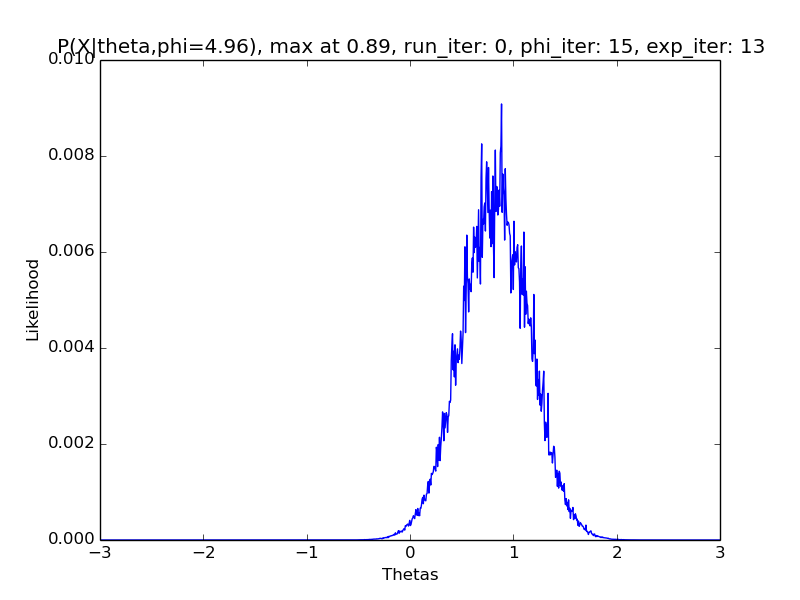 P(X|theta,phi=4.96), max at 0.89, run_iter: 0, phi_iter: 15, exp_iter: 13
0.010
0.008
0.006
0.004
0.002
0.000
Likelihood
−3 −2 −1 0 1 2 3
Thetas